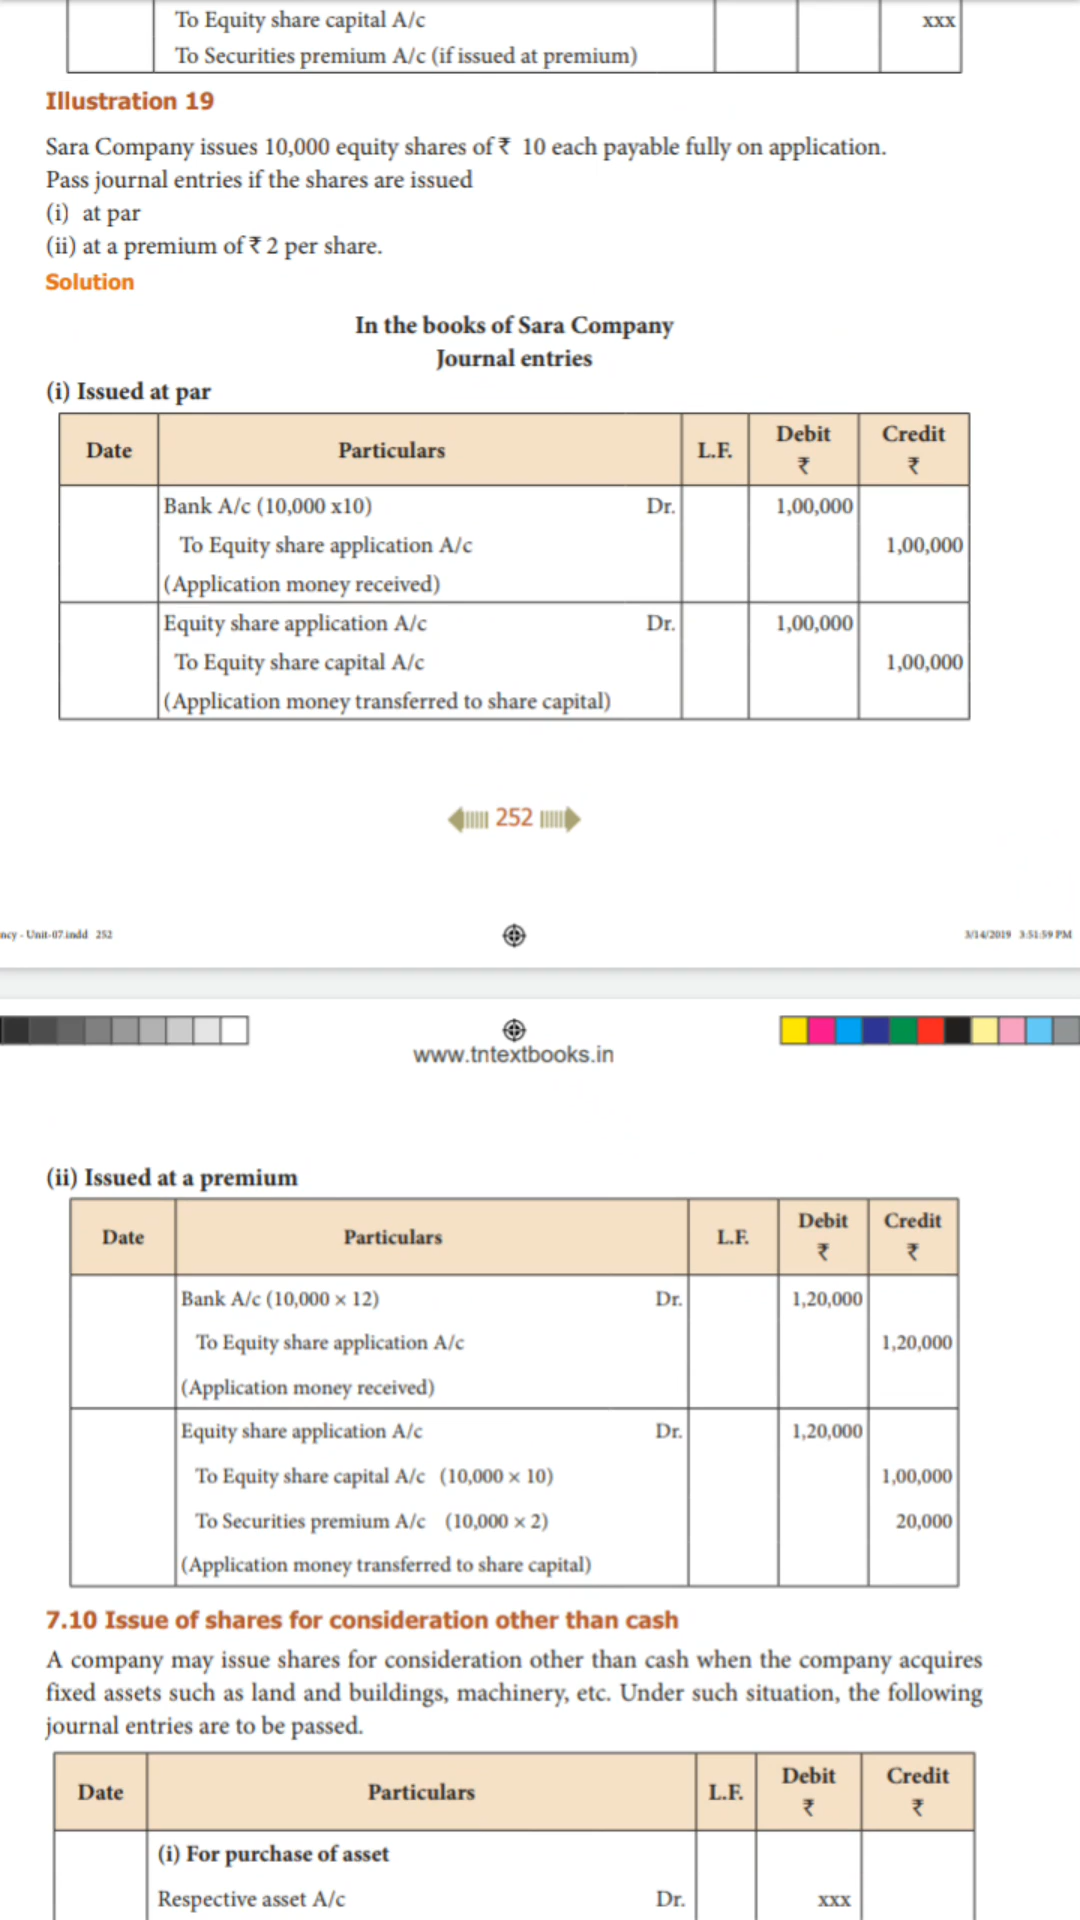 To Equity share capital A/c xxx
To Securities premium A/c (if issued at premium)
Illustration 19
Sara Company issues 10,000 equity shares of ₹ 10 each payable fully on application.
Pass journal entries if the shares are issued
(i) at par
(ii) at a premium of ₹ 2 per share.
Solution
In the books of Sara Company
Journal entries
(i) Issued at par
Date Particulars L.F. Debit ₹ Credit ₹
Bank A/c (10,000 x10) Dr. 1,00,000
To Equity share application A/c 1,00,000
(Application money received)
Equity share application A/c Dr. 1,00,000
To Equity share capital A/c 1,00,000
(Application money transferred to share capital)
252
ncy - Unit-07.indd 252 3/14/2019 3:51:59 PM
www.tntextbooks.in
(ii) Issued at a premium
Date Particulars L.F. Debit ₹ Credit ₹
Bank A/c (10,000 × 12) Dr. 1,20,000
To Equity share application A/c 1,20,000
(Application money received)
Equity share application A/c Dr. 1,20,000
To Equity share capital A/c (10,000 × 10) 1,00,000
To Securities premium A/c (10,000 × 2) 20,000
(Application money transferred to share capital)
7.10 Issue of shares for consideration other than cash
A company may issue shares for consideration other than cash when the company acquires
fixed assets such as land and buildings, machinery, etc. Under such situation, the following
journal entries are to be passed.
Date Particulars L.F. Debit ₹ Credit ₹
(i) For purchase of asset
Respective asset A/c Dr. xxx